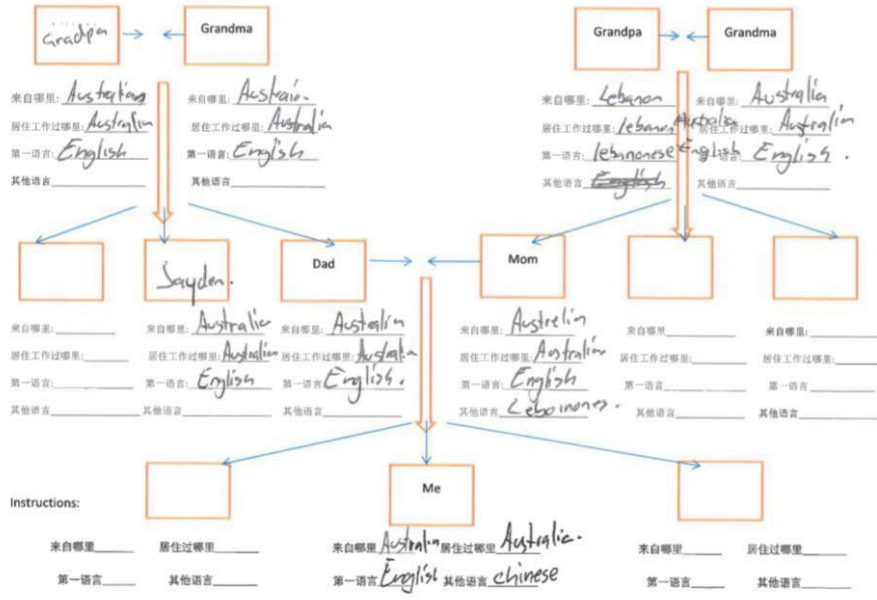 Gradpa Grandma Grandpa Grandma
来自哪里: Australian 来自哪里: Austrain. 来自哪里: Lebanon 来自哪里: Australia
居住工作过哪里: Australia 居住工作过哪里: Australia 居住工作过哪里: lebanon Australia 居住工作过哪里: Australia
第一语言: English 第一语言: English 第一语言: lebanonese English 语言: English.
其他语言 其他语言 其他语言 English 其他语言
Jayden. Dad Mom
来自哪里: 来自哪里: Australia 来自哪里: Australia 来自哪里: Austrelia 来自哪里: 来自哪里:
居住工作过哪里: 居住工作过哪里: Australia 居住工作过哪里: Australia 居住工作过哪里: Australia 居住工作过哪里: 居住工作过哪里:
第一语言: 第一语言: English 第一语言: English. 第一语言: English 第一语言: 第一语言:
其他语言 其他语言 其他语言 其他语言 Leboinones. 其他语言 其他语言
Me
Instructions:
来自哪里 居住过哪里 来自哪里 Australia 居住过哪里 Australia. 来自哪里 居住过哪里
第一语言 其他语言 第一语言 English 其他语言 chinese 第一语言 其他语言